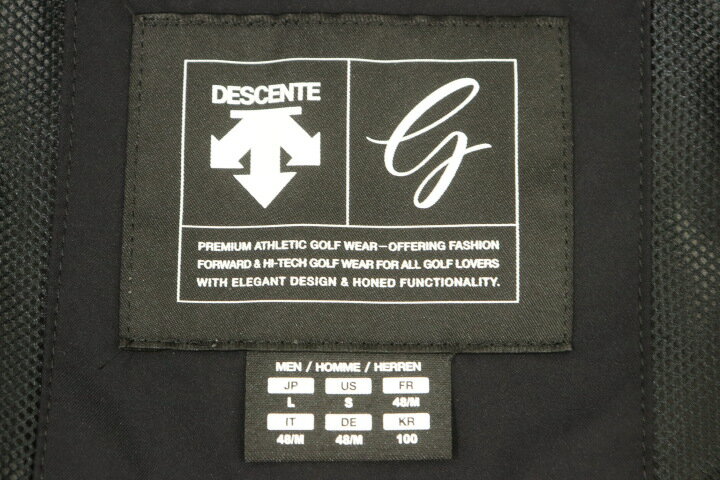 DESCENTE
G
PREMIUM ATHLETIC GOLF WEAR—OFFERING FASHION
FORWARD & HI-TECH GOLF WEAR FOR ALL GOLF LOVERS
WITH ELEGANT DESIGN & HONED FUNCTIONALITY.
MEN / HOMME / HERREN
JP US FR
L S 48/M
IT DE KR
48/M 48/M 100